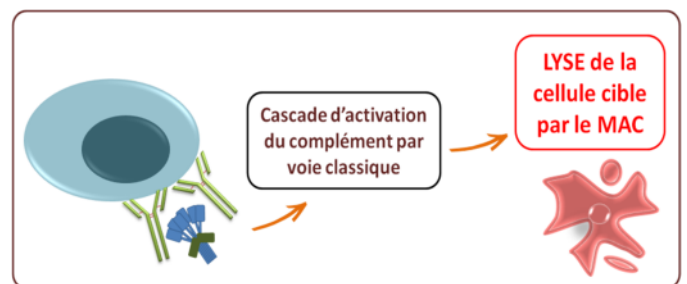 Cascade d'activation
du complément par
voie classique
LYSE de la
cellule cible
par le MAC